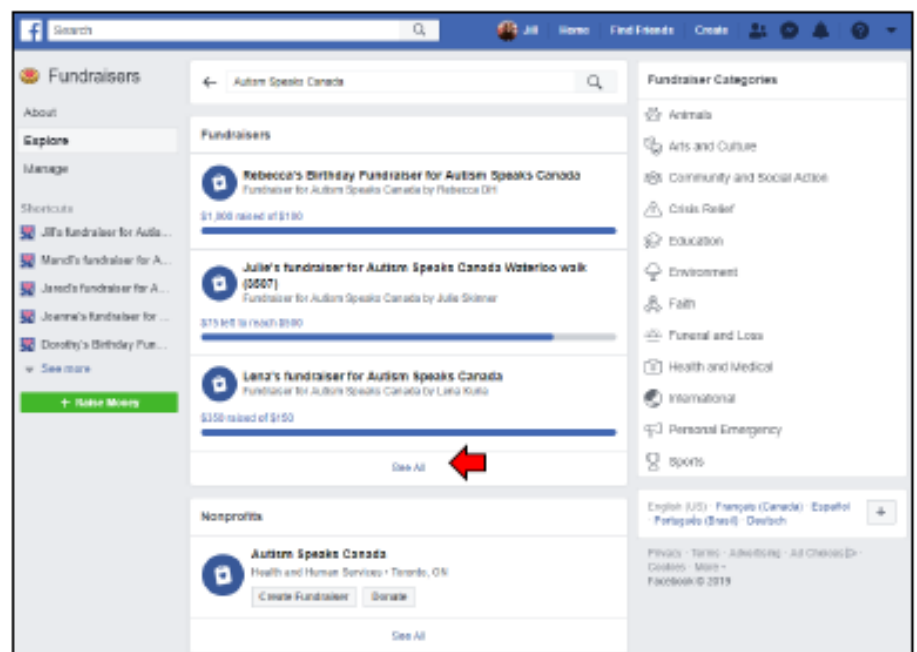 Search
Jill Home Find Friends Create
Fundraisers
About
Explore
Manage
Shortcuts
Jill's fundraiser for Autis...
Mandi's fundraiser for A...
Jared's fundraiser for A...
Joanne's fundraiser for ...
Dorothy's Birthday Fun...
See more
+ Raise Money
Autism Speaks Canada
Fundraisers
Rebecca's Birthday Fundraiser for Autism Speaks Canada
Fundraiser for Autism Speaks Canada by Rebecca
raised of $100
Julie's fundraiser for Autism Speaks Canada Waterloo walk
Fundraiser for Autism Speaks Canada by Julie Skinner
$75 left to reach $500
Lena's fundraiser for Autism Speaks Canada
Fundraiser for Autism Speaks Canada by Lena
$350 raised of $150
See All
Nonprofits
Autism Speaks Canada
Health and Human Services · Toronto, ON
Create Fundraiser Donate
See All
Fundraiser Categories
Animals
Arts and Culture
Community and Social Action
Crisis Relief
Education
Environment
Faith
Funeral and Loss
Health and Medical
International
Personal Emergency
Sports
English (US) · Français (Canada) · Español
· Português (Brasil) · Deutsch
+
Privacy · Terms · Advertising · Ad Choices ·
Cookies · More
Facebook © 2019